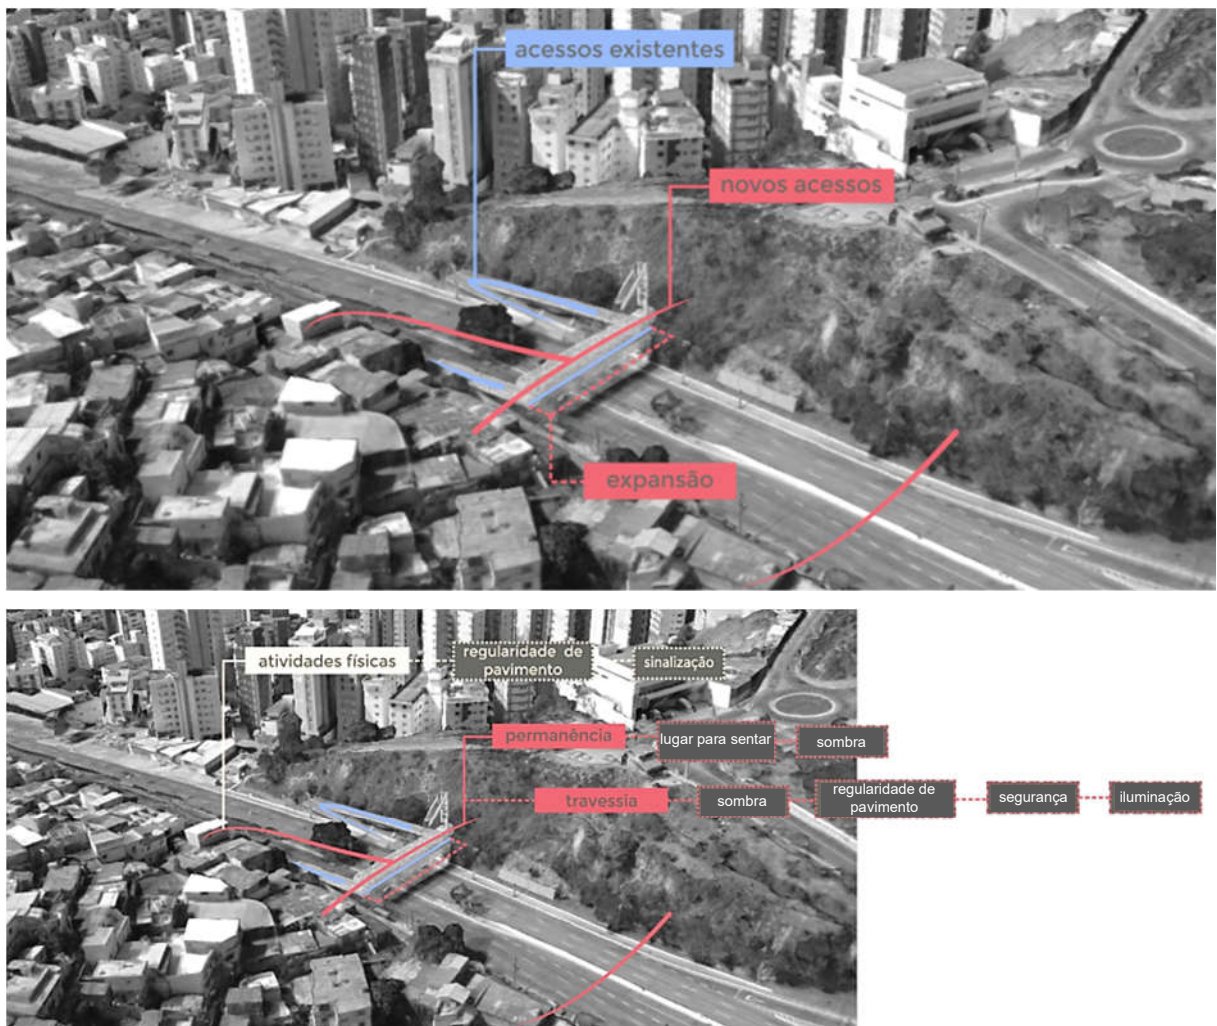 acessos existentes
novos acessos
expansão
atividades físicas
regularidade de
pavimento
sinalização
permanência
lugar para sentar
sombra
travessia
sombra
regularidade de
pavimento
segurança
iluminação